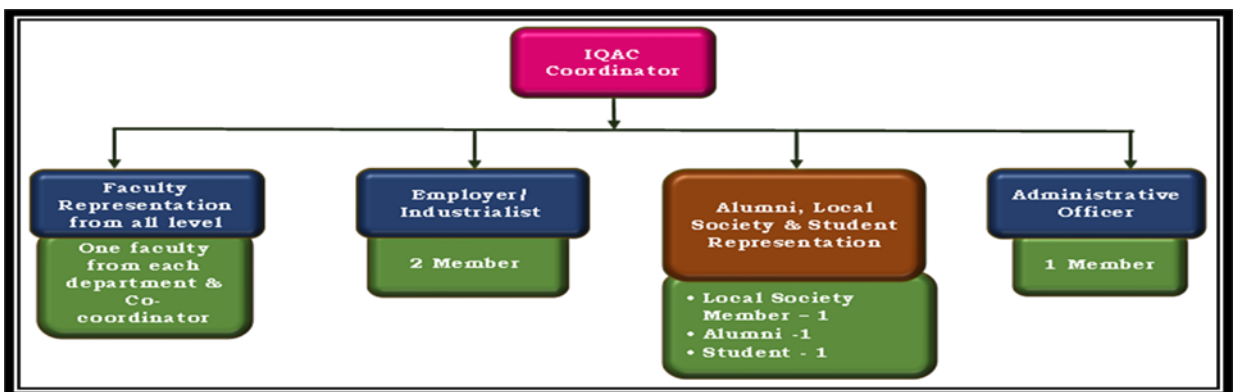 IQAC
Coordinator
Faculty
Representation
from all level
One faculty
from each
department &
Co-
coordinator
Employer/
Industrialist
2 Member
Alumni, Local
Society & Student
Representation
• Local Society
Member – 1
• Alumni -1
• Student - 1
Administrative
Officer
1 Member